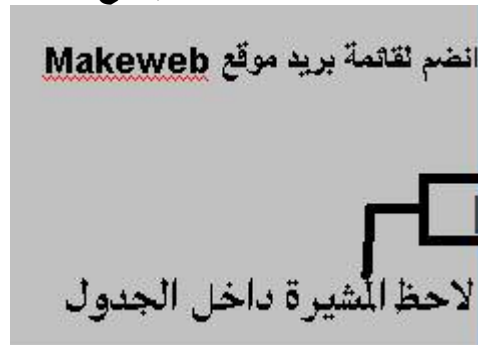 انضم لقائمة بريد موقع Makeweb
لاحظ المشيرة داخل الجدول